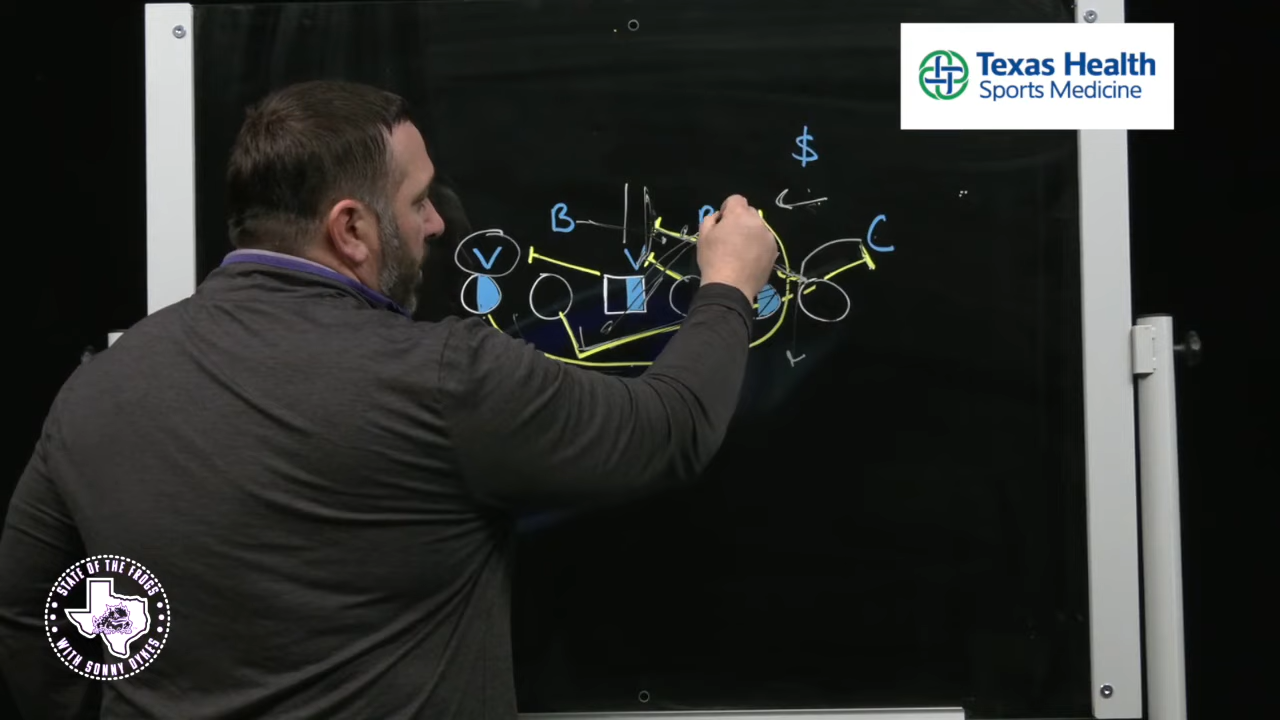 Texas Health
Sports Medicine
$
B
C
V
V
STATE OF THE FROGS
WITH SONNY DYKES